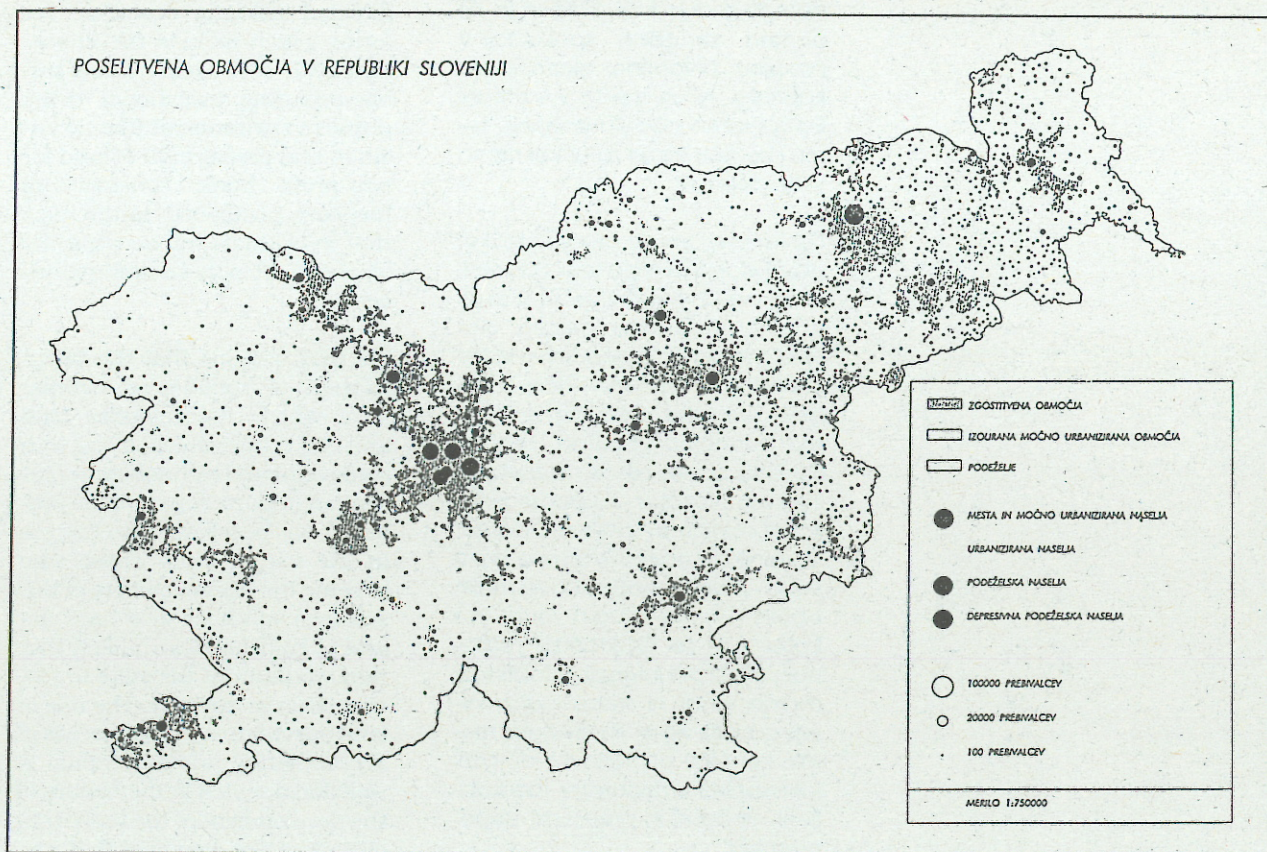 POSELITVENA OBMOČJA V REPUBLIKI SLOVENIJI
ZGOSTITVENA OBMOČJA
IZOURANA MOČNO URBANIZIRANA OBMOČJA
PODEŽELJE
MESTA IN MOČNO URBANIZIRANA NASELJA
URBANIZIRANA NASELJA
PODEŽELSKA NASELJA
DEPRESIVNA PODEŽELSKA NASELJA
100000 PREBIVALCEV
20000 PREBIVALCEV
100 PREBIVALCEV
MERILO 1:750000